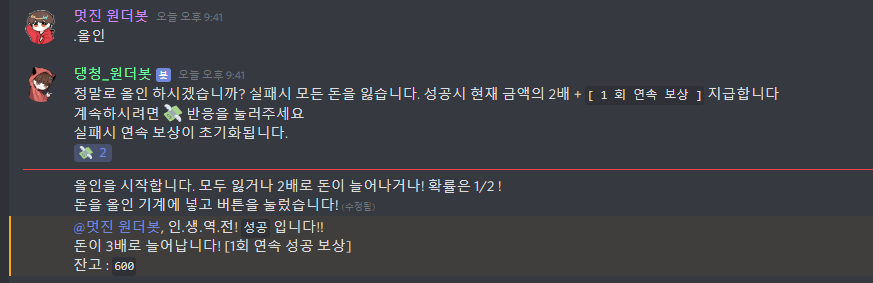 멋진 원더봇 오늘 오후 9:41
.올인
댕청_원더봇 봇 오늘 오후 9:41
정말로 올인 하시겠습니까? 실패시 모든 돈을 잃습니다. 성공시 현재 금액의 2배 + [ 1 회 연속 보상 ] 지급합니다
계속하시려면 💸 반응을 눌러주세요
실패시 연속 보상이 초기화됩니다.
💸 2
올인을 시작합니다. 모두 잃거나 2배로 돈이 늘어나거나! 확률은 1/2 !
돈을 올인 기계에 넣고 버튼을 눌렀습니다! (수정됨)
@멋진 원더봇, 인.생.역.전! 성공 입니다!!
돈이 3배로 늘어납니다! [1회 연속 성공 보상]
잔고 : 600